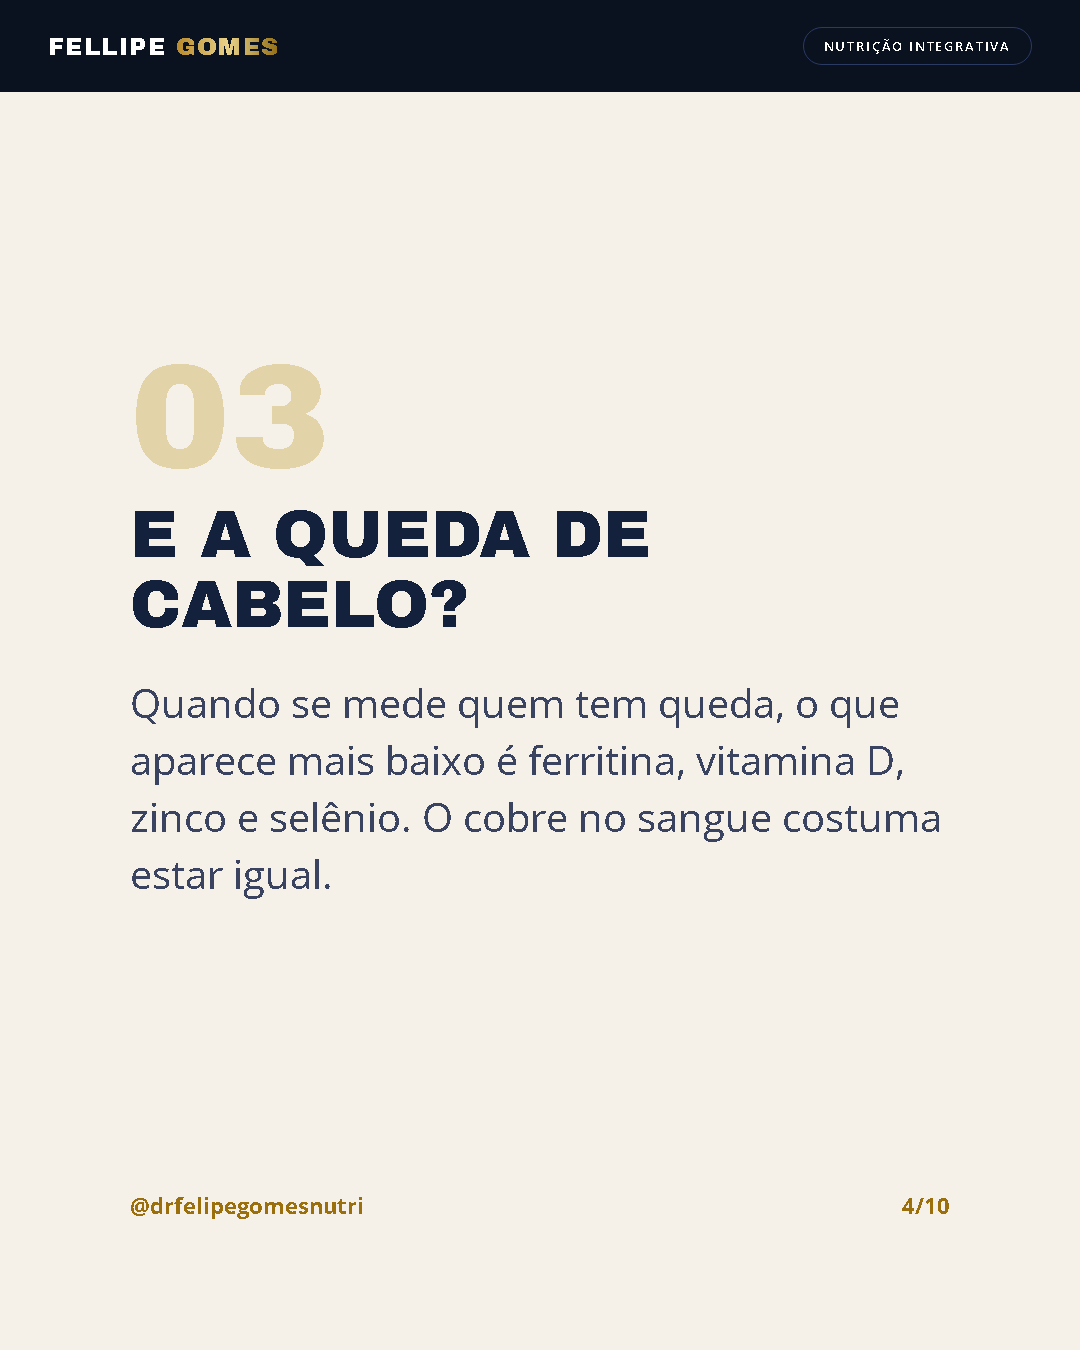 FELLIPE GOMES
NUTRIÇÃO INTEGRATIVA
03
E A QUEDA DE
CABELO?
Quando se mede quem tem queda, o que
aparece mais baixo é ferritina, vitamina D,
zinco e selênio. O cobre no sangue costuma
estar igual.
@drfelipegomesnutri
4/10